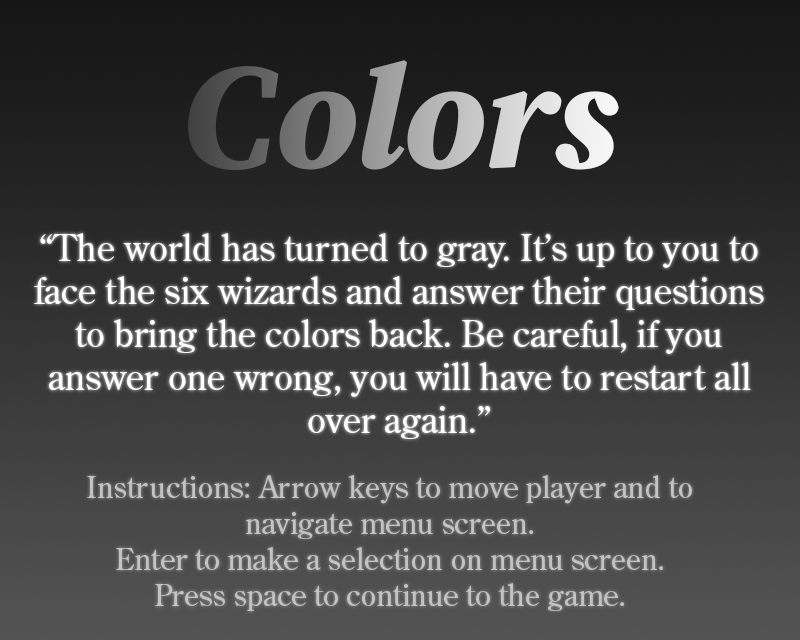 Colors
“The world has turned to gray. It’s up to you to
face the six wizards and answer their questions
to bring the colors back. Be careful, if you
answer one wrong, you will have to restart all
over again.”
Instructions: Arrow keys to move player and to
navigate menu screen.
Enter to make a selection on menu screen.
Press space to continue to the game.